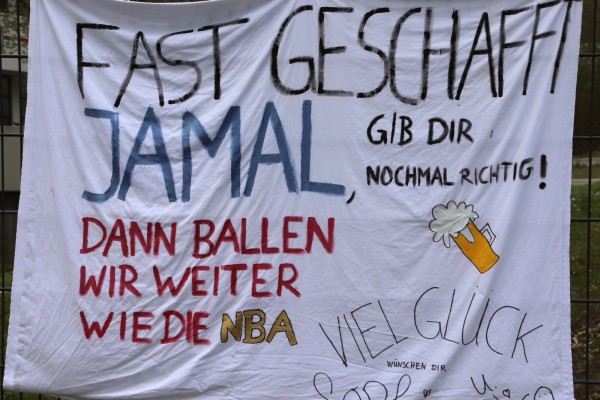 FAST GESCHAFFT
JAMAL,
GIB DIR
NOCHMAL RICHTIG!
DANN BALLEN
WIR WEITER
WIE DIE NBA
VIEL GLÜCK
WÜNSCHEN DIR
u.